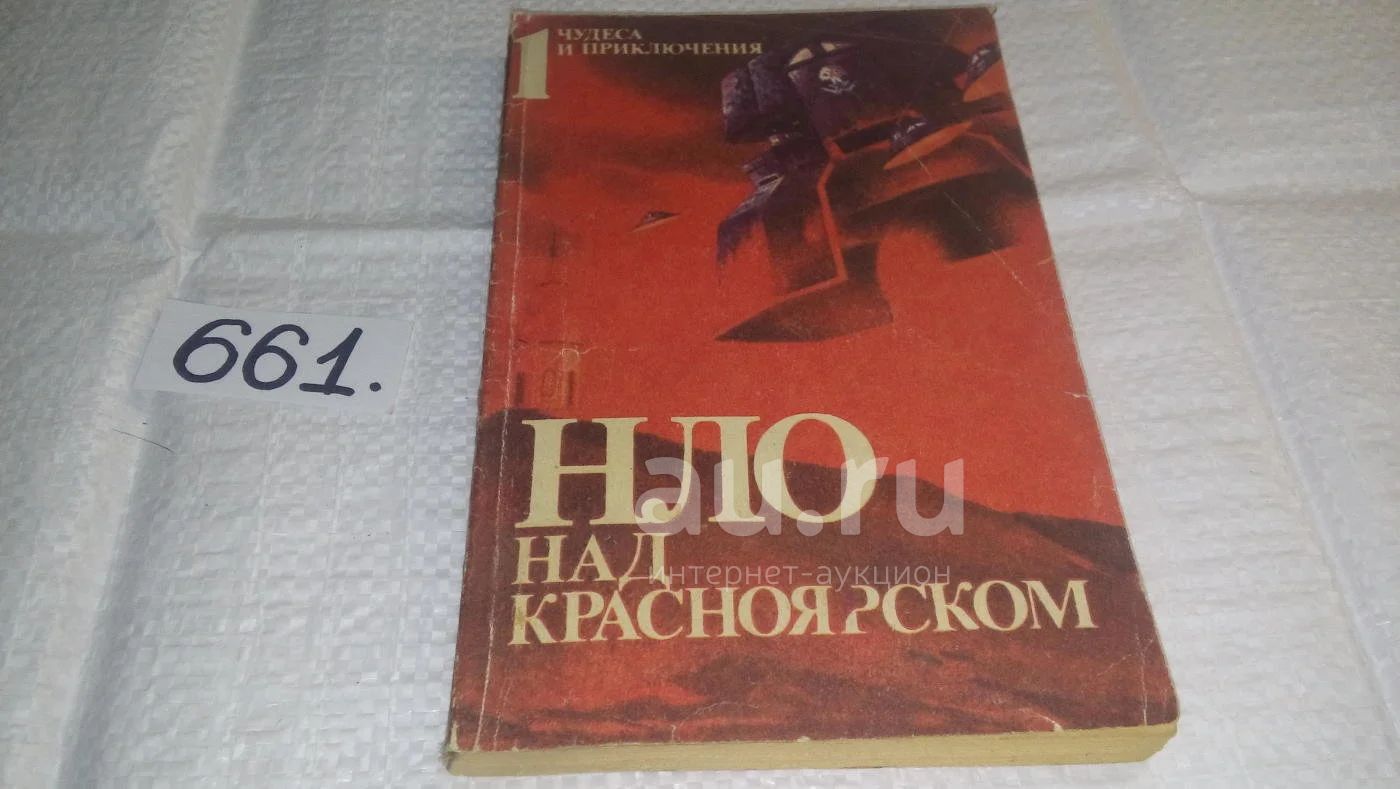 1 ЧУДЕСА
И ПРИКЛЮЧЕНИЯ
661.
НЛО
au.ru
НАД
интернет-аукцион
КРАСНОЯРСКОМ